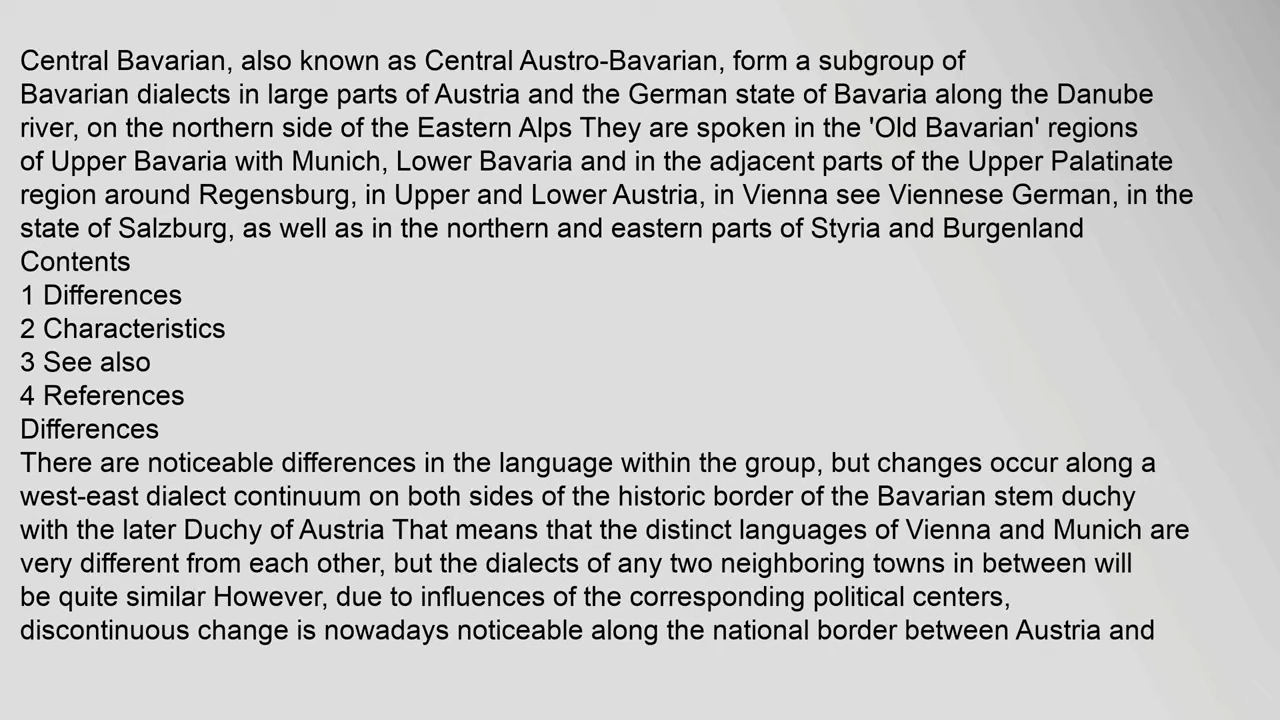 Central Bavarian, also known as Central Austro-Bavarian, form a subgroup of
Bavarian dialects in large parts of Austria and the German state of Bavaria along the Danube
river, on the northern side of the Eastern Alps They are spoken in the 'Old Bavarian' regions
of Upper Bavaria with Munich, Lower Bavaria and in the adjacent parts of the Upper Palatinate
region around Regensburg, in Upper and Lower Austria, in Vienna see Viennese German, in the
state of Salzburg, as well as in the northern and eastern parts of Styria and Burgenland
Contents
1 Differences
2 Characteristics
3 See also
4 References
Differences
There are noticeable differences in the language within the group, but changes occur along a
west-east dialect continuum on both sides of the historic border of the Bavarian stem duchy
with the later Duchy of Austria That means that the distinct languages of Vienna and Munich are
very different from each other, but the dialects of any two neighboring towns in between will
be quite similar However, due to influences of the corresponding political centers,
discontinuous change is nowadays noticeable along the national border between Austria and